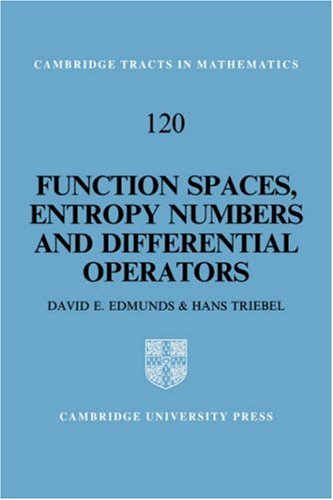 CAMBRIDGE TRACTS IN MATHEMATICS
120
FUNCTION SPACES,
ENTROPY NUMBERS
AND DIFFERENTIAL
OPERATORS
DAVID E. EDMUNDS & HANS TRIEBEL
CAMBRIDGE UNIVERSITY PRESS